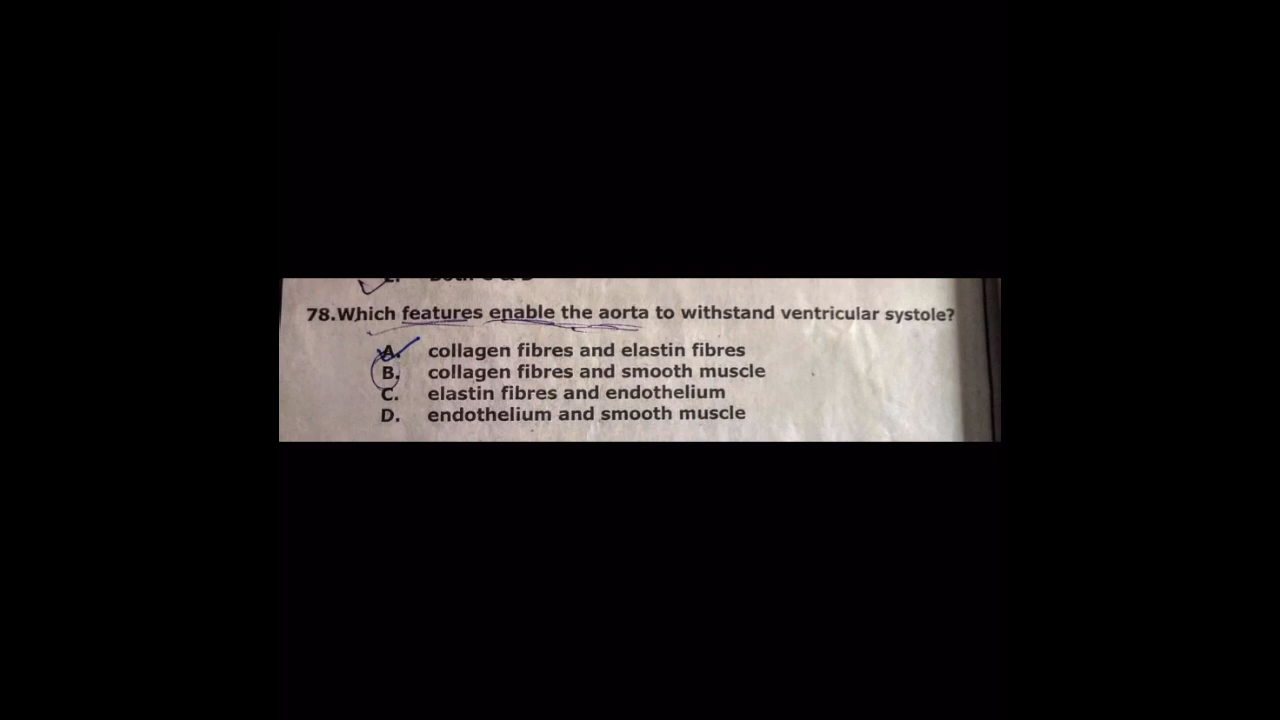 78.Which features enable the aorta to withstand ventricular systole?
A. collagen fibres and elastin fibres
B. collagen fibres and smooth muscle
C. elastin fibres and endothelium
D. endothelium and smooth muscle